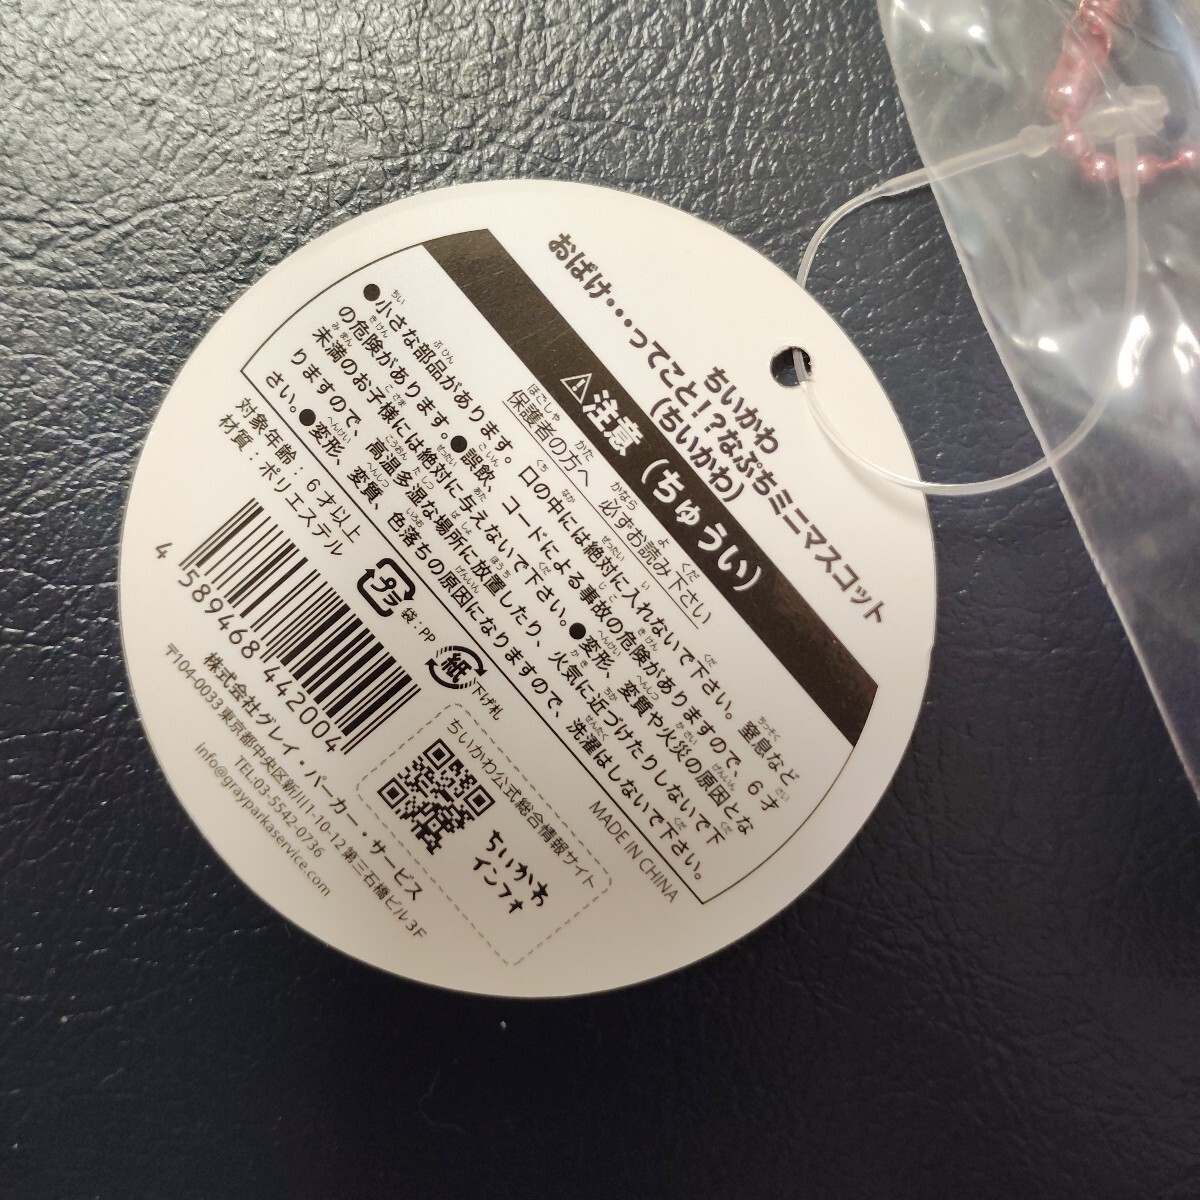 ちいかわ
おばけ・・・ってこと!?なぷちミニマスコット
(ちいかわ)
⚠注意(ちゅうい)
保護者の方へ 必ずお読み下さい
●小さな部品があります。口の中には絶対に入れないで下さい。窒息など
の危険があります。●誤飲、コードによる事故の危険がありますので、6才
未満のお子様には絶対に与えないで下さい。●変形、変質や火災の原因とな
りますので、高温多湿な場所に放置したり、火気に近づけたりしないで下
さい。●変形、変質、色落ちの原因になりますので、洗濯はしないで下さい。
対象年齢:6才以上
材質:ポリエステル
MADE IN CHINA
プラ
袋:PP
紙
下げ札
4 589468 442004
株式会社グレイ・パーカー・サービス
〒104-0033 東京都中央区新川1-10-12 第三石橋ビル3F
TEL:03-5542-0736
info@grayparkaservice.com
ちいかわ公式総合情報サイト
ちいかわ
インフォ